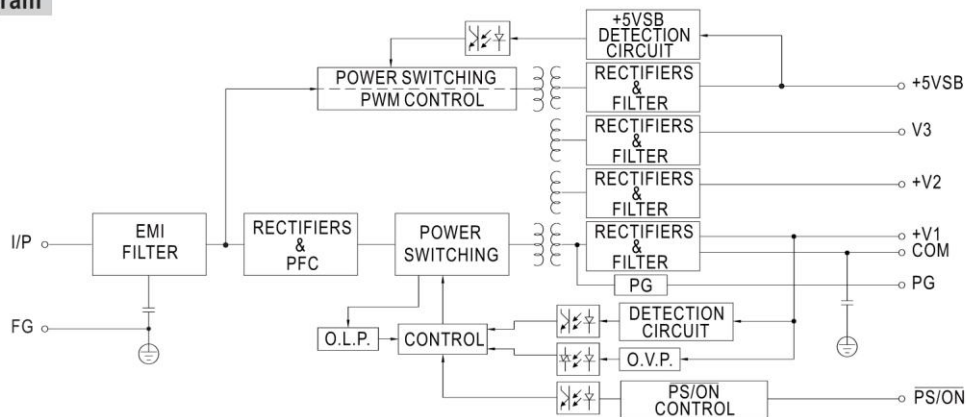 +5VSB
DETECTION
CIRCUIT
POWER SWITCHING
PWM CONTROL
RECTIFIERS
&
FILTER
+5VSB
RECTIFIERS
&
FILTER
V3
RECTIFIERS
&
FILTER
+V2
I/P
EMI
FILTER
RECTIFIERS
&
PFC
POWER
SWITCHING
RECTIFIERS
&
FILTER
+V1
COM
PG
PG
FG
O.L.P.
CONTROL
DETECTION
CIRCUIT
O.V.P.
PS/ON
CONTROL
PS/ON